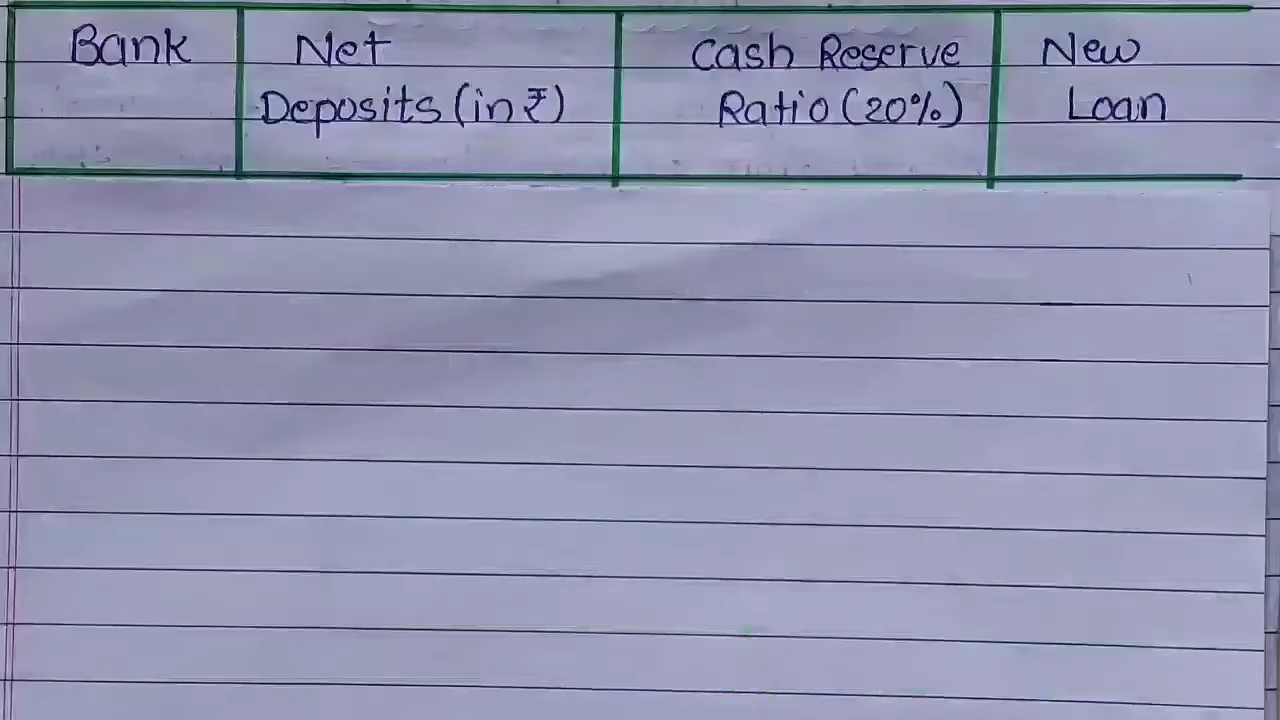 Bank
Net
Deposits (in ₹)
Cash Reserve
Ratio (20%)
New
Loan